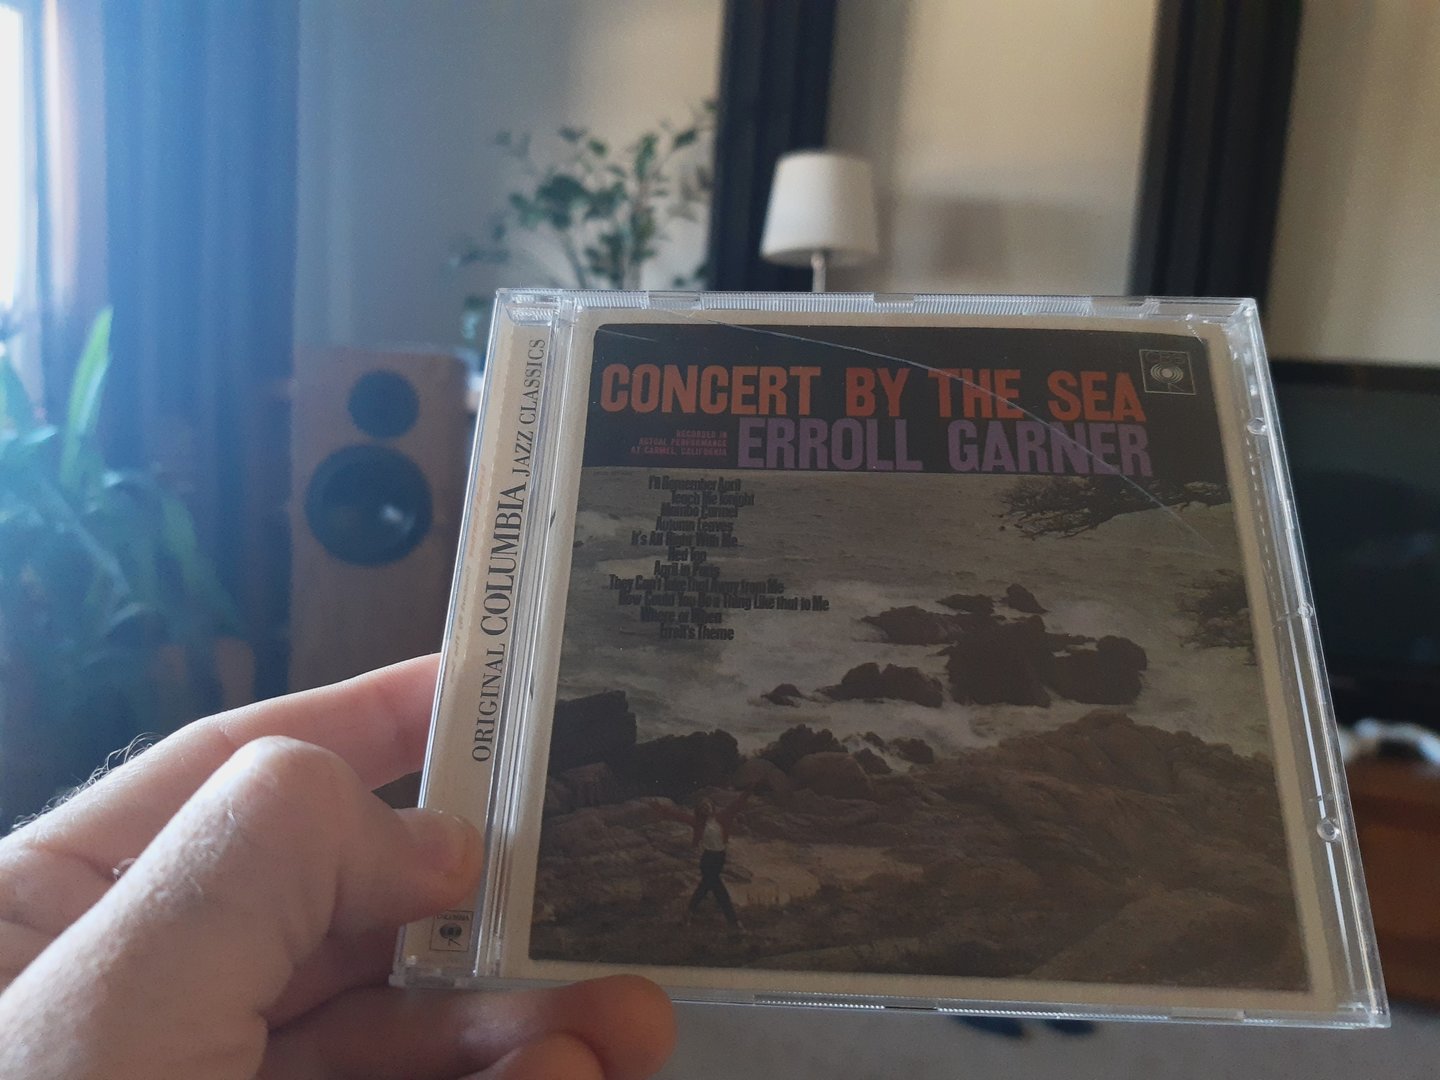 CONCERT BY THE SEA
ERROLL GARNER
RECORDED IN
ACTUAL PERFORMANCE
AT CARMEL, CALIFORNIA
CBS
I'll Remember April
Teach Me Tonight
Mambo Carmel
Autumn Leaves
It's All Right With Me
Red Top
April in Paris
They Can't Take That Away from Me
How Could You Do a Thing Like that to Me
Where or When
Erroll's Theme
ORIGINAL COLUMBIA JAZZ CLASSICS
COLUMBIA